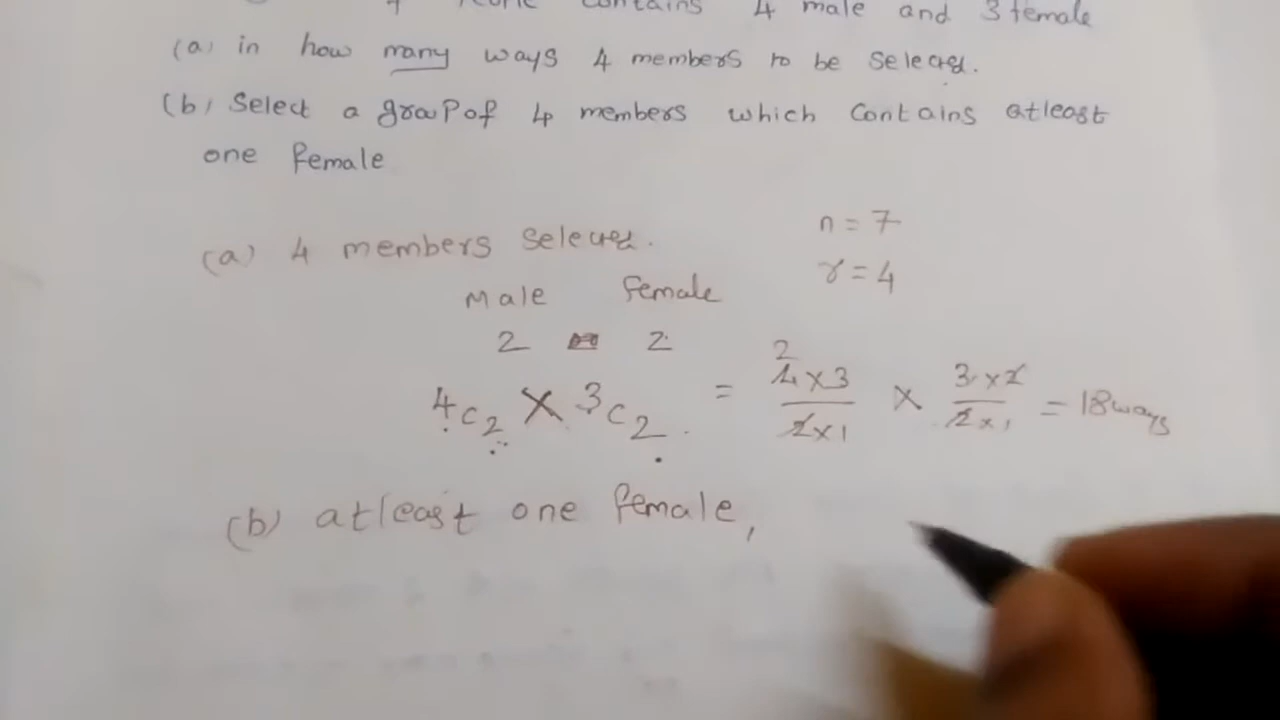 contains 4 male and 3 female
(a) in how many ways 4 members to be selected.
(b) Select a group of 4 members which contains atleast
one female
(a) 4 members selected.
n = 7
r = 4
Male female
2 2
4c2 × 3c2 = 4×3/2×1 × 3×2/2×1 = 18 ways
2
(b) atleast one female,